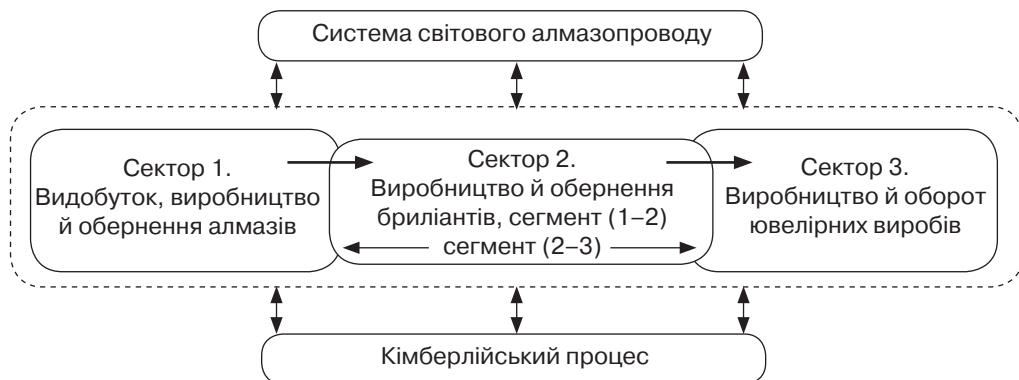 Система світового алмазопроводу
Сектор 1.
Видобуток, виробництво
й обернення алмазів
Сектор 2.
Виробництво й обернення
бриліантів, сегмент (1–2)
сегмент (2–3)
Сектор 3.
Виробництво й оборот
ювелірних виробів
Кімберлійський процес